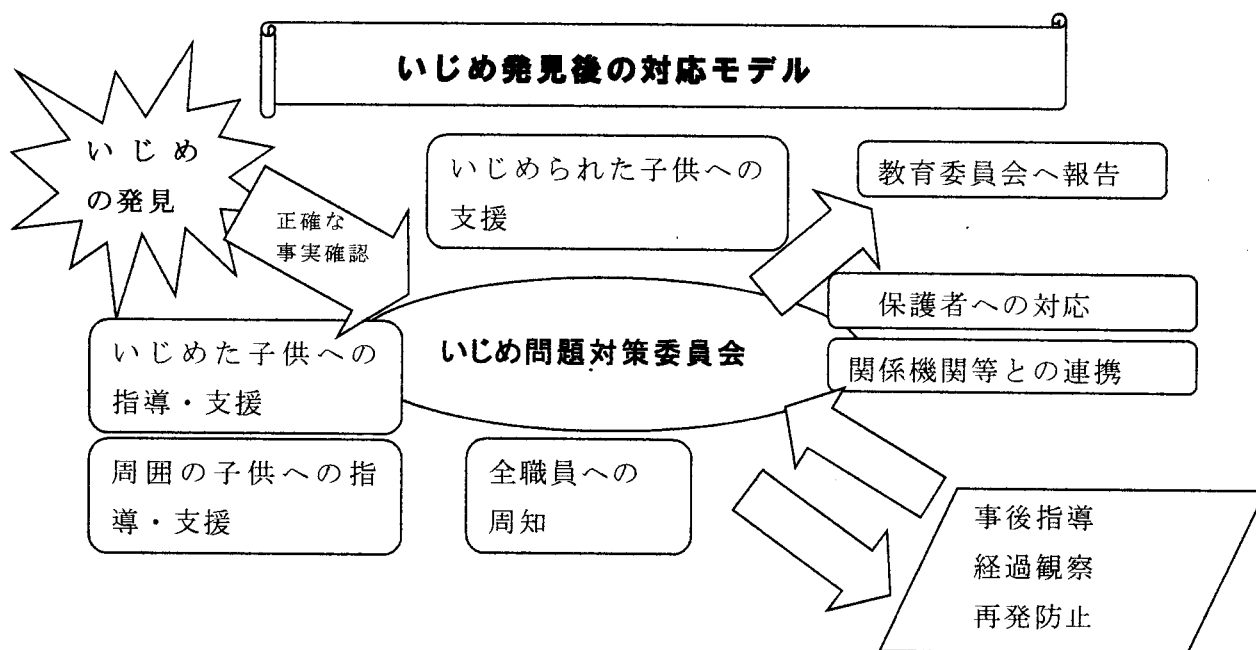 いじめ発見後の対応モデル
いじめ
の発見
正確な
事実確認
いじめられた子供への
支援
教育委員会へ報告
保護者への対応
関係機関等との連携
いじめ問題対策委員会
いじめた子供への
指導・支援
周囲の子供への指
導・支援
全職員への
周知
事後指導
経過観察
再発防止